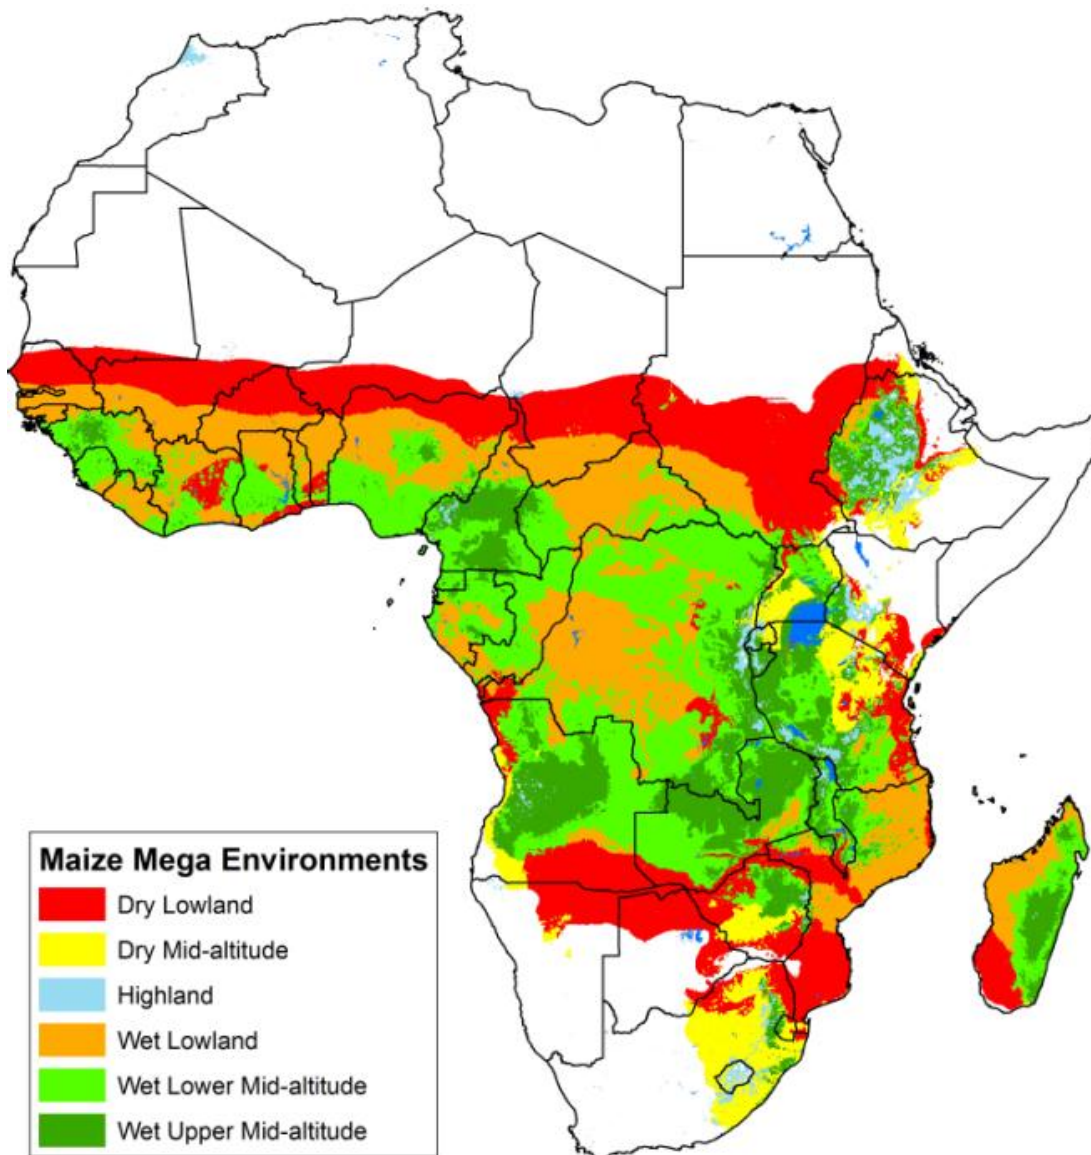 Maize Mega Environments
Dry Lowland
Dry Mid-altitude
Highland
Wet Lowland
Wet Lower Mid-altitude
Wet Upper Mid-altitude